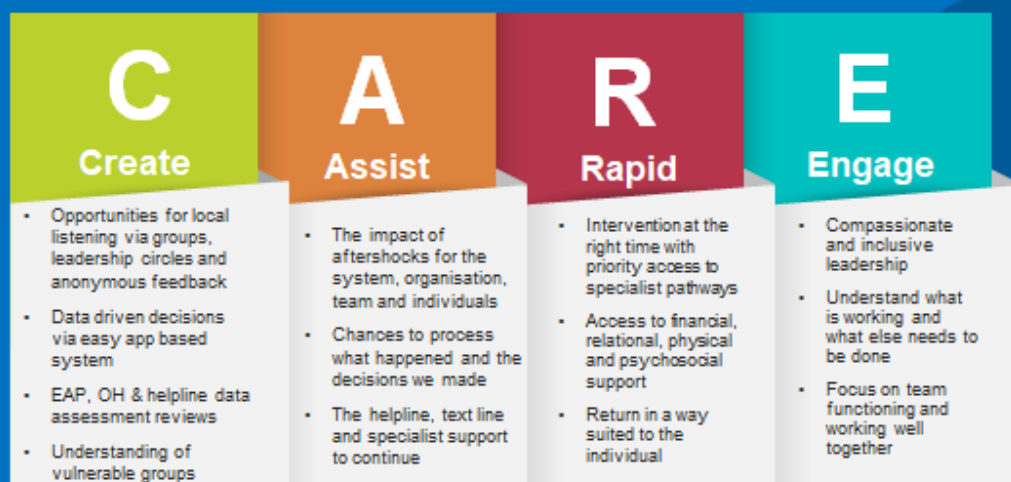 C
Create
▪ Opportunities for local
listening via groups,
leadership circles and
anonymous feedback
▪ Data driven decisions
via easy app based
system
▪ EAP, OH & helpline data
assessment reviews
▪ Understanding of
vulnerable groups
A
Assist
▪ The impact of
aftershocks for the
system, organisation,
team and individuals
▪ Chances to process
what happened and the
decisions we made
▪ The helpline, text line
and specialist support
to continue
R
Rapid
▪ Intervention at the
right time with
priority access to
specialist pathways
▪ Access to financial,
relational, physical
and psychosocial
support
▪ Return in a way
suited to the
individual
E
Engage
▪ Compassionate
and inclusive
leadership
▪ Understand what
is working and
what else needs to
be done
▪ Focus on team
functioning and
working well
together